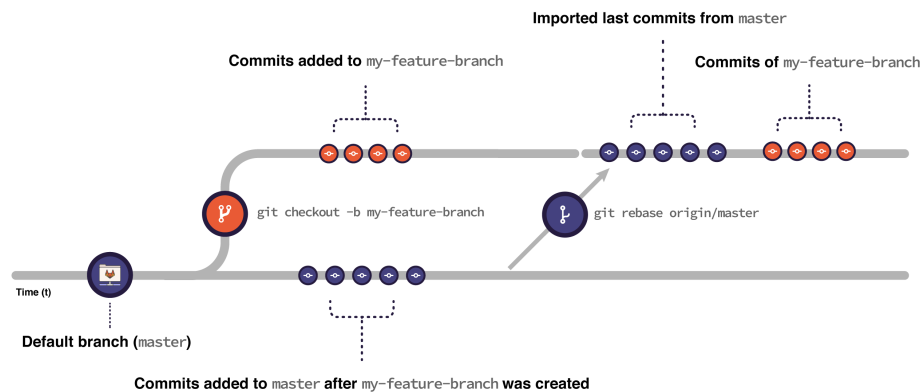 Imported last commits from master
Commits added to my-feature-branch
Commits of my-feature-branch
git checkout -b my-feature-branch
git rebase origin/master
Time (t)
Default branch (master)
Commits added to master after my-feature-branch was created